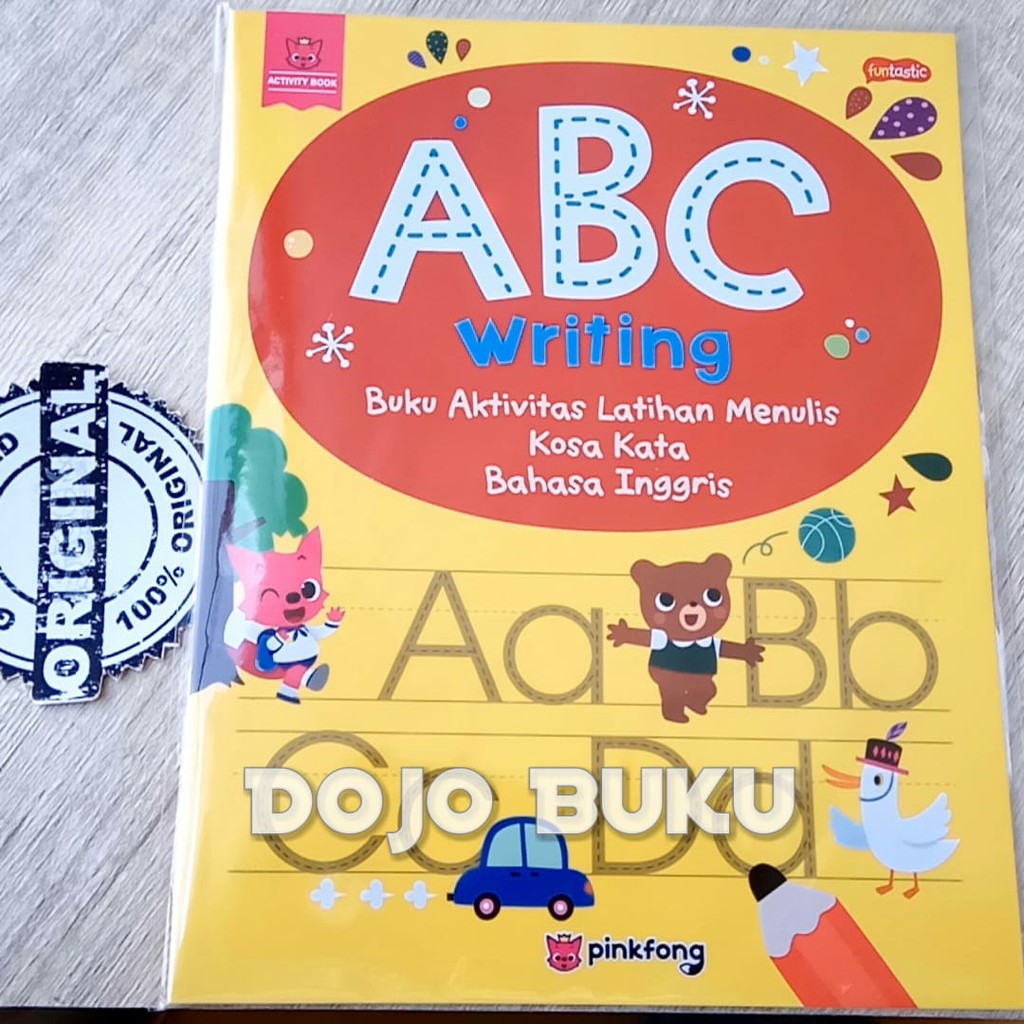 ACTIVITY BOOK
funtastic
ABC
Writing
Buku Aktivitas Latihan Menulis
Kosa Kata
Bahasa Inggris
ORIGINAL
ORIGINAL
100%
Aa Bb
Cc Dd
DOJO BUKU
pinkfong